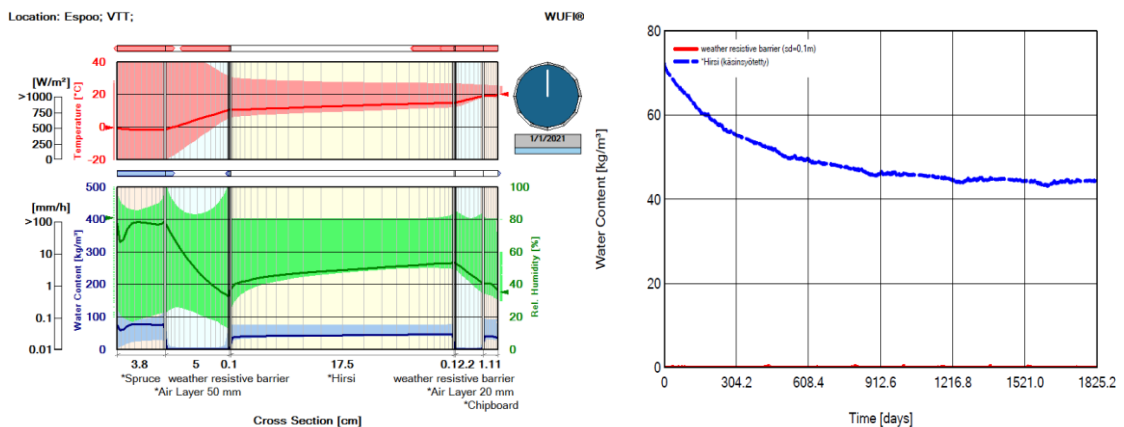 Location: Espoo; VTT;
WUFI®
[W/m²]
>1000
750
500
250
0
Temperature [°C]
40
20
0
-20
1/1/2021
[mm/h]
>100
10
1
0.1
0.01
Water Content [kg/m³]
500
400
300
200
100
0
100
80
60
40
20
0
Rel. Humidity [%]
3.8 5 0.1 17.5 0.12.2 1.11
*Spruce weather resistive barrier *Hirsi weather resistive barrier
*Air Layer 50 mm *Air Layer 20 mm
*Chipboard
Cross Section [cm]
80
60
40
20
0
Water Content [kg/m³]
weather resistive barrier (sd=0,1m)
*Hirsi (käsinsyötetty)
0 304.2 608.4 912.6 1216.8 1521.0 1825.2
Time [days]